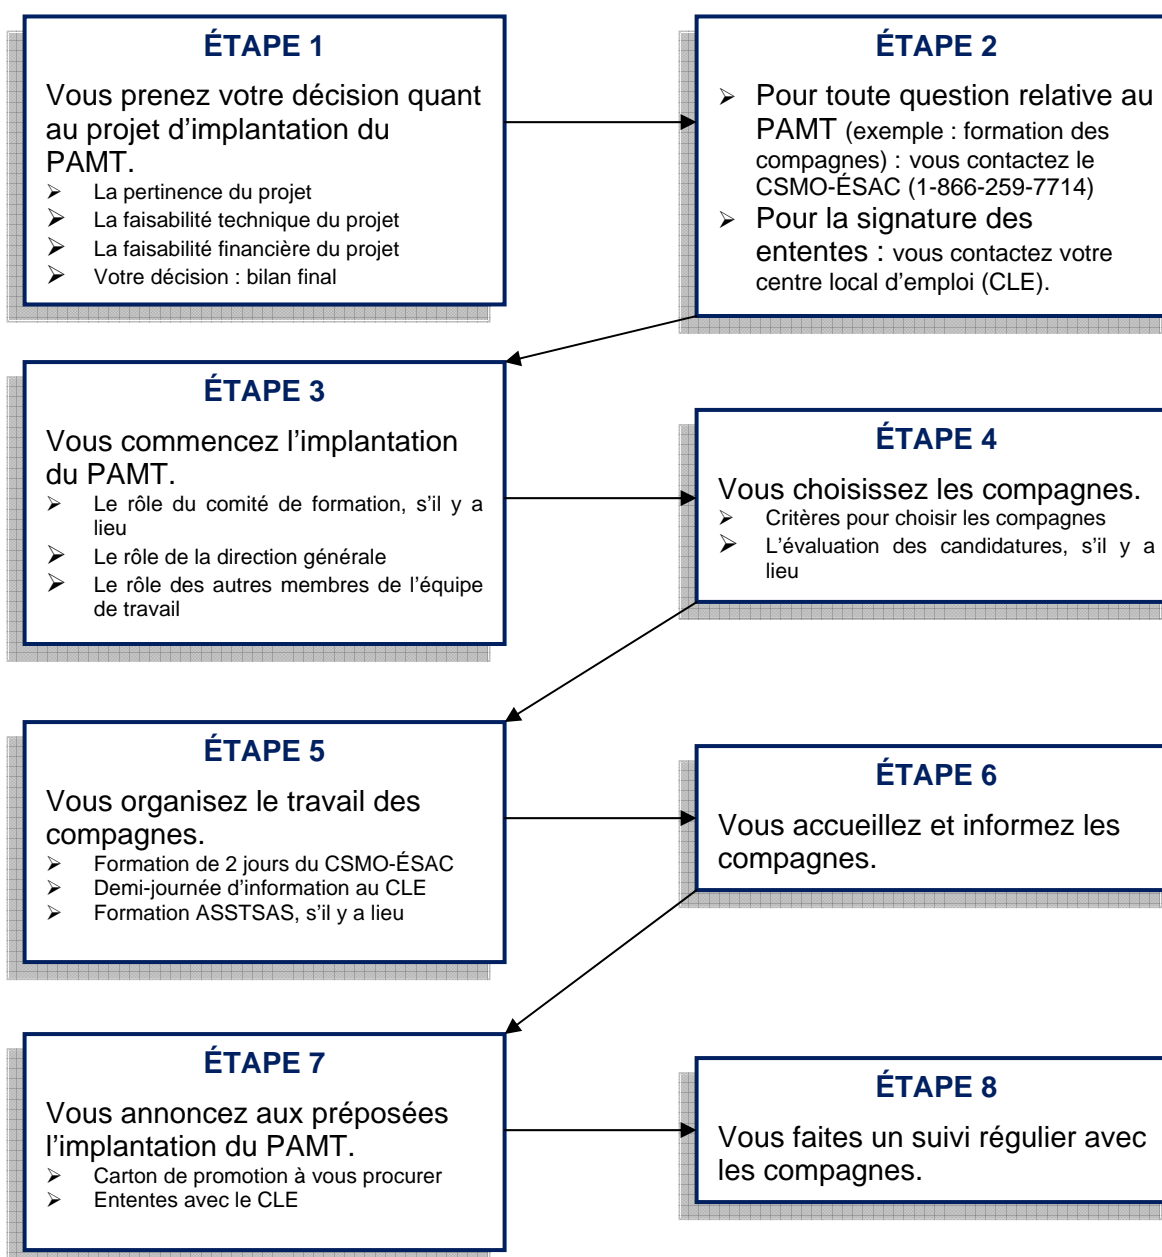 ÉTAPE 1
Vous prenez votre décision quant
au projet d'implantation du
PAMT.
➢ La pertinence du projet
➢ La faisabilité technique du projet
➢ La faisabilité financière du projet
➢ Votre décision : bilan final
ÉTAPE 2
➢ Pour toute question relative au
PAMT (exemple : formation des
compagnes) : vous contactez le
CSMO-ÉSAC (1-866-259-7714)
➢ Pour la signature des
ententes : vous contactez votre
centre local d'emploi (CLE).
ÉTAPE 3
Vous commencez l'implantation
du PAMT.
➢ Le rôle du comité de formation, s'il y a
lieu
➢ Le rôle de la direction générale
➢ Le rôle des autres membres de l'équipe
de travail
ÉTAPE 4
Vous choisissez les compagnes.
➢ Critères pour choisir les compagnes
➢ L'évaluation des candidatures, s'il y a
lieu
ÉTAPE 5
Vous organisez le travail des
compagnes.
➢ Formation de 2 jours du CSMO-ÉSAC
➢ Demi-journée d'information au CLE
➢ Formation ASSTSAS, s'il y a lieu
ÉTAPE 6
Vous accueillez et informez les
compagnes.
ÉTAPE 7
Vous annoncez aux préposées
l'implantation du PAMT.
➢ Carton de promotion à vous procurer
➢ Ententes avec le CLE
ÉTAPE 8
Vous faites un suivi régulier avec
les compagnes.